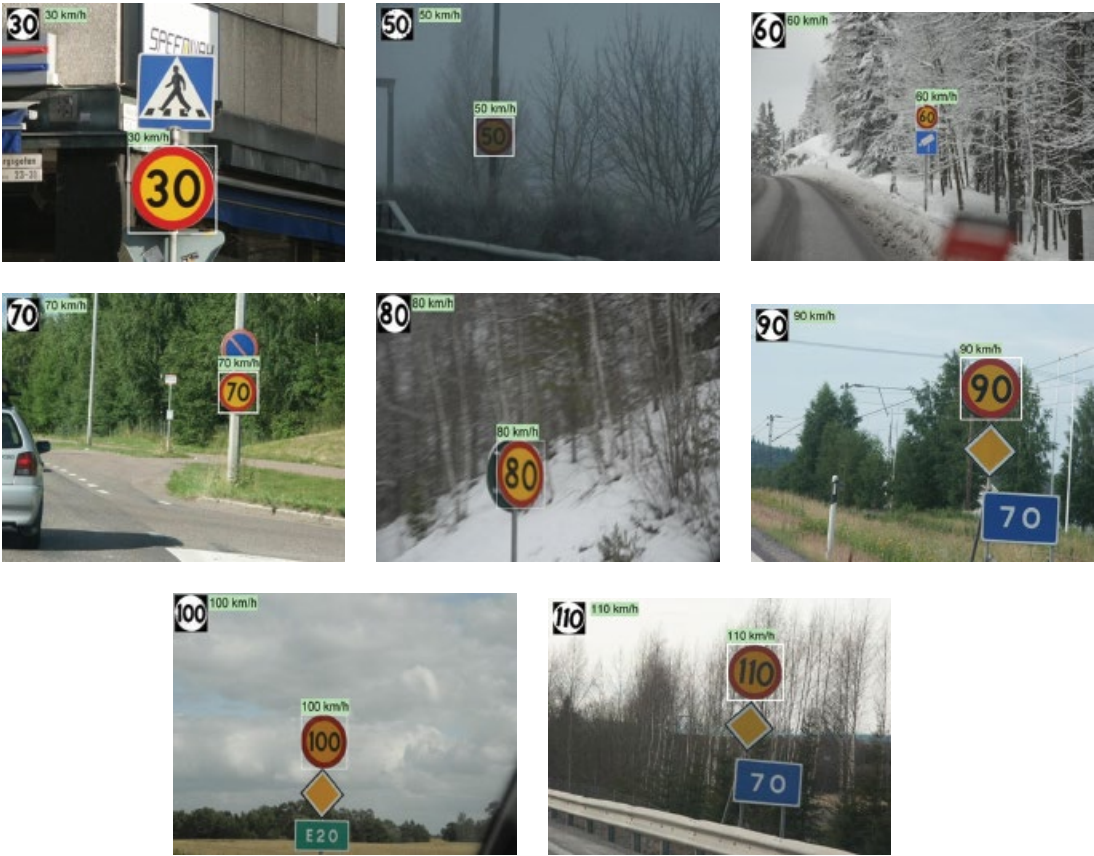 30 30 km/h
SPEEDWAY
30 km/h
30
23-31
50 50 km/h
50 km/h
50
60 60 km/h
60 km/h
60
70 70 km/h
70 km/h
70
80 80 km/h
80 km/h
80
90 90 km/h
90 km/h
90
70
100 100 km/h
100 km/h
100
E20
110 110 km/h
110 km/h
110
70